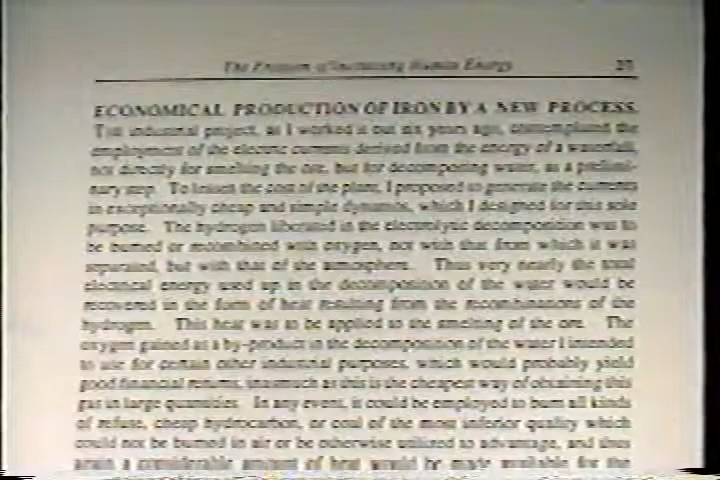 The Problem of Increasing Human Energy 27
ECONOMICAL PRODUCTION OF IRON BY A NEW PROCESS.
The industrial project, as I worked it out six years ago, contemplated the
employment of the electric currents derived from the energy of a waterfall,
not directly for smelting the ore, but for decomposing water, as a prelimi-
nary step. To lessen the cost of the plant, I proposed to generate the currents
in exceptionally cheap and simple dynamos, which I designed for this sole
purpose. The hydrogen liberated in the electrolytic decomposition was to
be burned or recombined with oxygen, not with that from which it was
separated, but with that of the atmosphere. Thus very nearly the total
electrical energy used up in the decomposition of the water would be
recovered in the form of heat resulting from the recombinations of the
hydrogen. This heat was to be applied to the smelting of the ore. The
oxygen gained as a by-product in the decomposition of the water I intended
to use for certain other industrial purposes, which would probably yield
good financial returns, inasmuch as this is the cheapest way of obtaining this
gas in large quantities. In any event, it could be employed to burn all kinds
of refuse, cheap hydrocarbon, or coal of the most inferior quality which
could not be burned in air or be otherwise utilized to advantage, and thus
again a considerable amount of heat would be made available for the